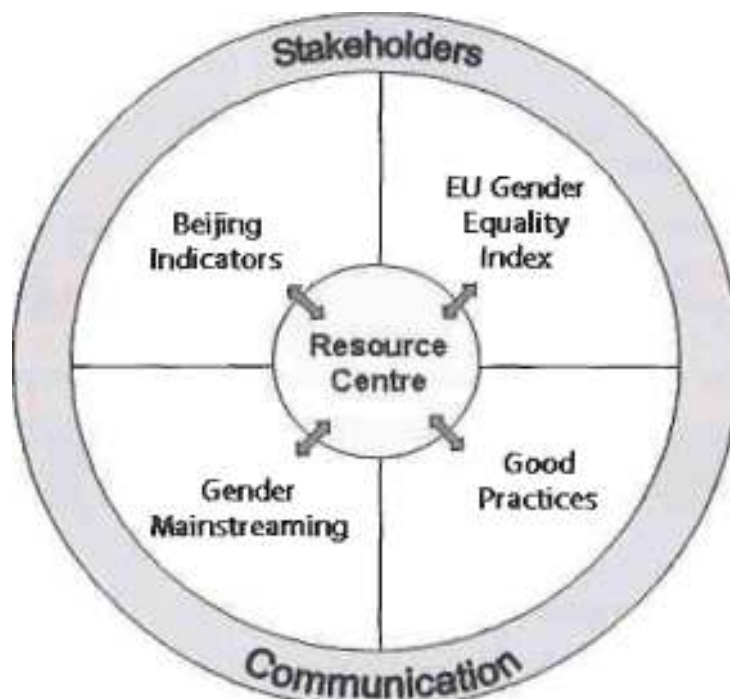 Stakeholders
Beijing
Indicators
EU Gender
Equality
Index
Resource
Centre
Gender
Mainstreaming
Good
Practices
Communication